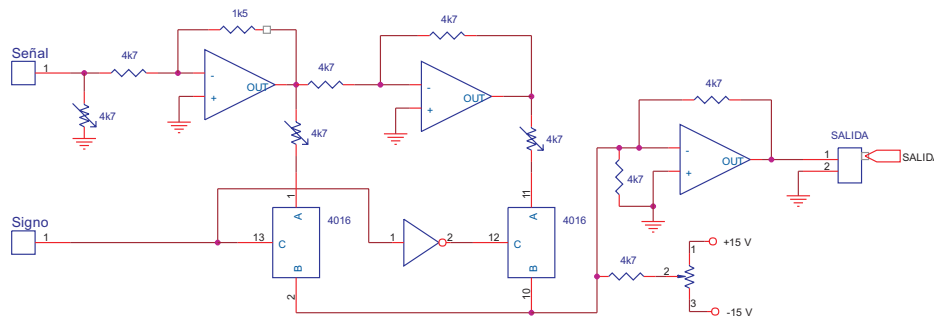 1k5
4k7
Señal
1
4k7
4k7
-
+
OUT
4k7
-
+
OUT
4k7
4k7
4k7
4k7
-
+
OUT
4k7
SALIDA
1
2
SALIDA
Signo
1
1
A
4016
13
C
B
2
1
2
11
A
4016
12
C
B
10
4k7
2
1
3
+15 V
-15 V